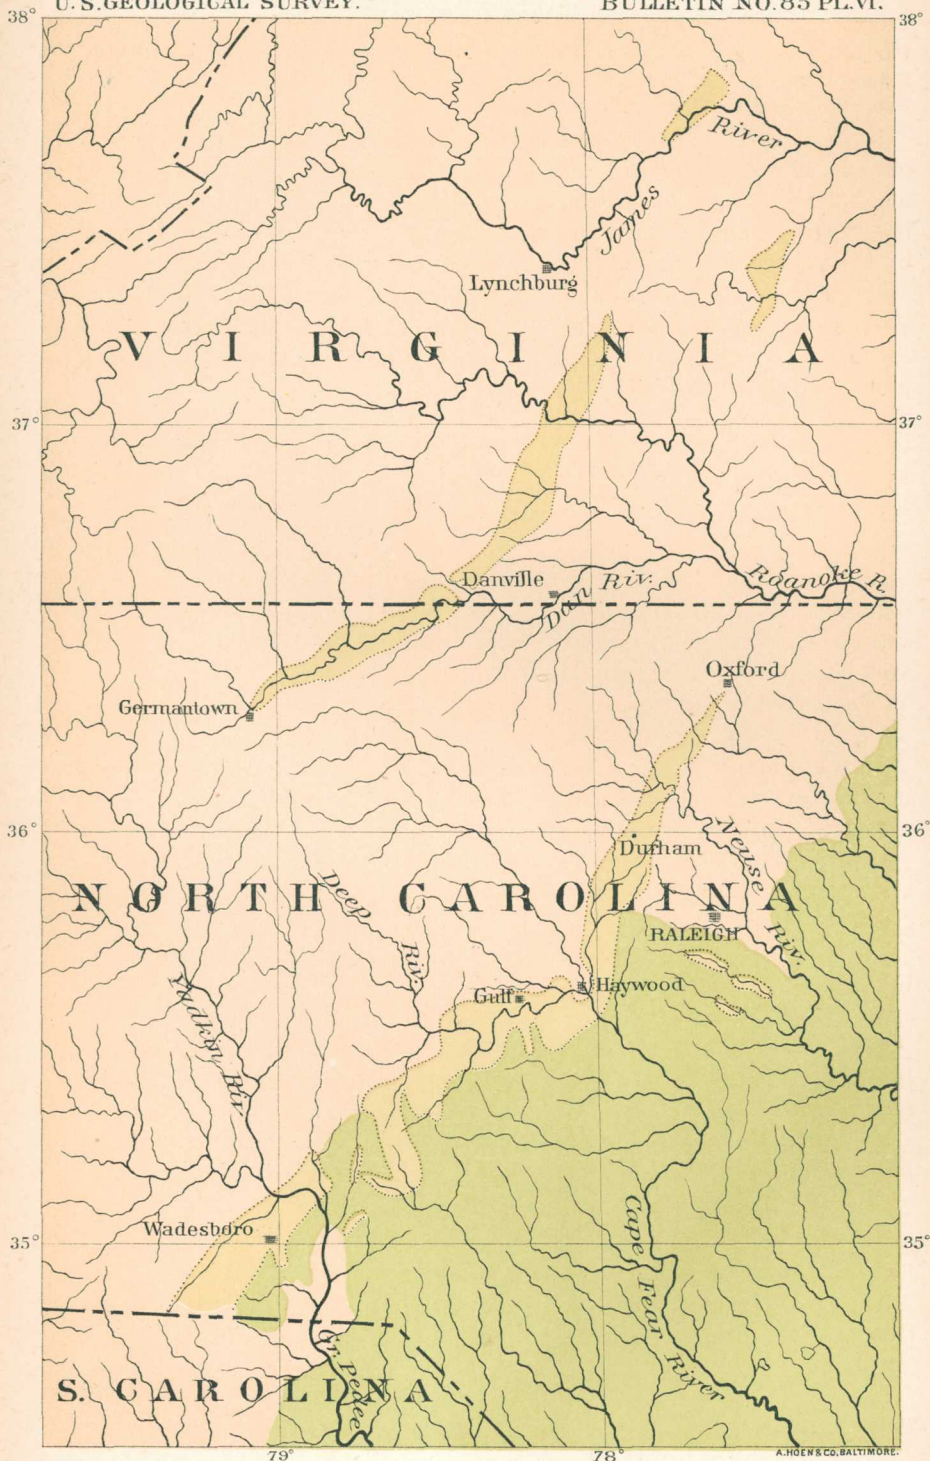 U.S.GEOLOGICAL SURVEY.
BULLETIN NO.85 PL.VI.
38°
38°
River
James
Lynchburg
VIRGINIA
37°
37°
Danville
Dan Riv.
Roanoke R.
Oxford
Germantown
36°
36°
Durham
Neuse Riv.
NORTH CAROLINA
Deep Riv.
RALEIGH
Yadkin Riv.
Gulf
Haywood
Wadesboro
35°
35°
Cape Fear River
Gr. Pedee
S. CAROLINA
79°
78°
A.HOEN & CO. BALTIMORE.